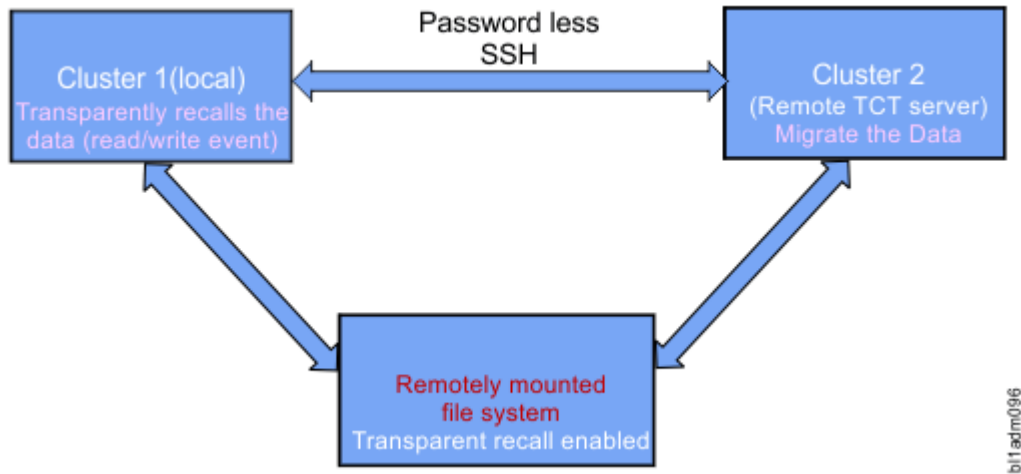 Password less
SSH
Cluster 1(local)
Transparently recalls the
data (read/write event)
Cluster 2
(Remote TCT server)
Migrate the Data
Remotely mounted
file system
Transparent recall enabled
bl1adm096